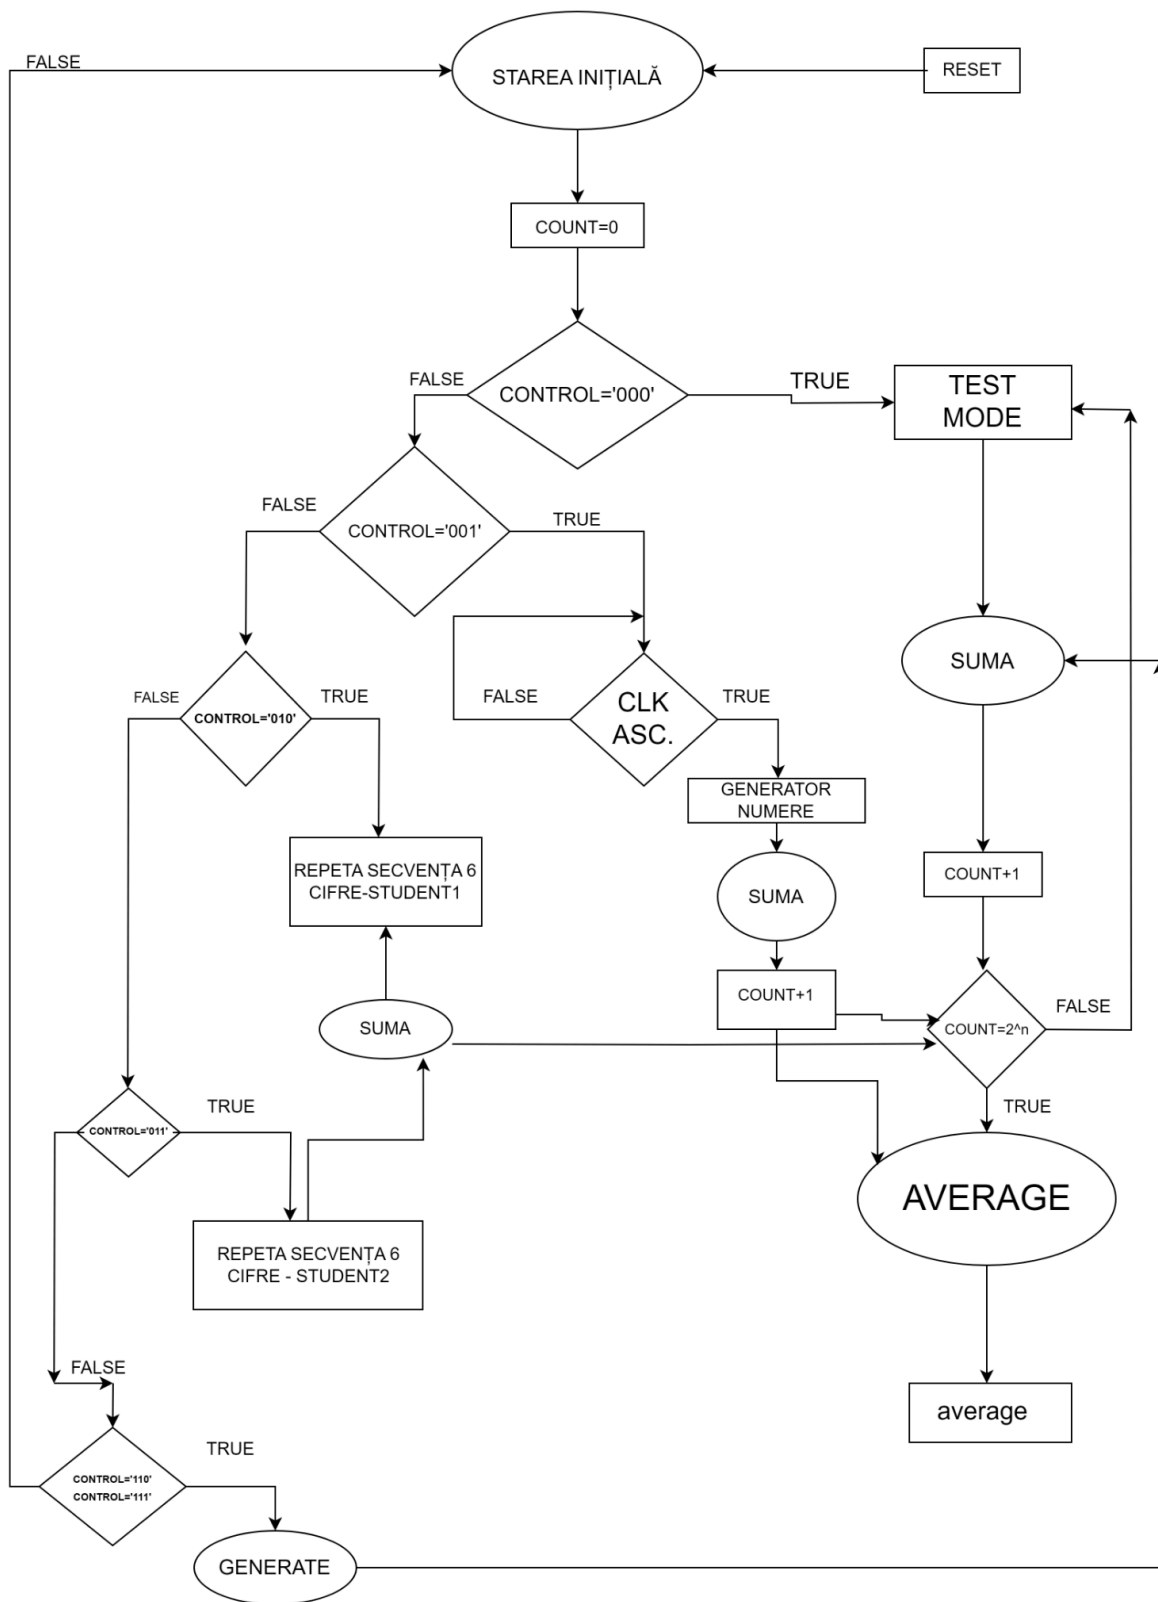 FALSE
STAREA INIȚIALĂ
RESET
COUNT=0
FALSE
CONTROL='000'
TRUE
TEST
MODE
FALSE
CONTROL='001'
TRUE
FALSE
CONTROL='010'
TRUE
FALSE
CLK
ASC.
TRUE
SUMA
GENERATOR
NUMERE
REPETA SECVENȚA 6
CIFRE-STUDENT1
SUMA
COUNT+1
SUMA
COUNT+1
COUNT=2^n
FALSE
TRUE
CONTROL='011'
TRUE
AVERAGE
REPETA SECVENȚA 6
CIFRE - STUDENT2
FALSE
average
CONTROL='110'
CONTROL='111'
TRUE
GENERATE